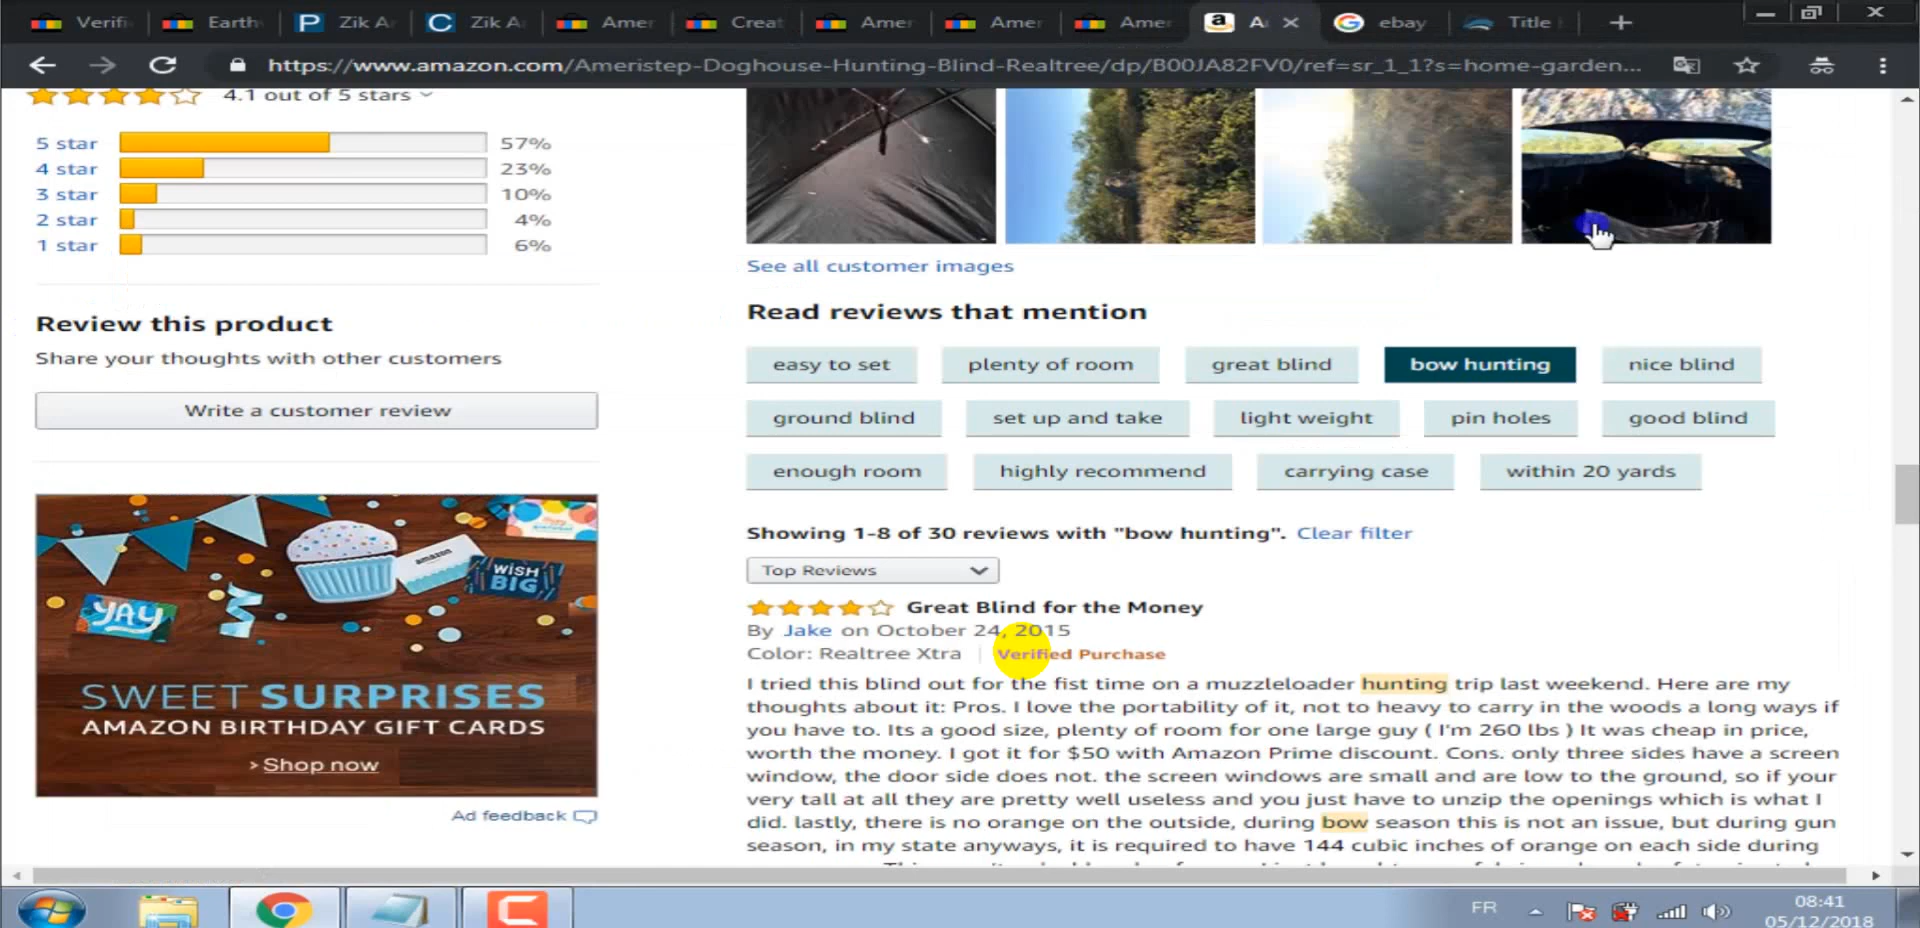 Verifi
Earth
P Zik A
C Zik A
Amer
Creat
Amer
Amer
Amer
A
ebay
Title
https://www.amazon.com/Ameristep-Doghouse-Hunting-Blind-Realtree/dp/B00JA82FV0/ref=sr_1_1?s=home-garden...
4.1 out of 5 stars
5 star 57%
4 star 23%
3 star 10%
2 star 4%
1 star 6%
Review this product
Share your thoughts with other customers
Write a customer review
YAY
amazon
WISH BIG
SWEET SURPRISES
AMAZON BIRTHDAY GIFT CARDS
› Shop now
Ad feedback
See all customer images
Read reviews that mention
easy to set plenty of room great blind bow hunting nice blind
ground blind set up and take light weight pin holes good blind
enough room highly recommend carrying case within 20 yards
Showing 1-8 of 30 reviews with "bow hunting". Clear filter
Top Reviews
Great Blind for the Money
By Jake on October 24, 2015
Color: Realtree Xtra | Verified Purchase
I tried this blind out for the fist time on a muzzleloader hunting trip last weekend. Here are my
thoughts about it: Pros. I love the portability of it, not to heavy to carry in the woods a long ways if
you have to. Its a good size, plenty of room for one large guy ( I'm 260 lbs ) It was cheap in price,
worth the money. I got it for $50 with Amazon Prime discount. Cons. only three sides have a screen
window, the door side does not. the screen windows are small and are low to the ground, so if your
very tall at all they are pretty well useless and you just have to unzip the openings which is what I
did. lastly, there is no orange on the outside, during bow season this is not an issue, but during gun
season, in my state anyways, it is required to have 144 cubic inches of orange on each side during
FR
08:41
05/12/2018